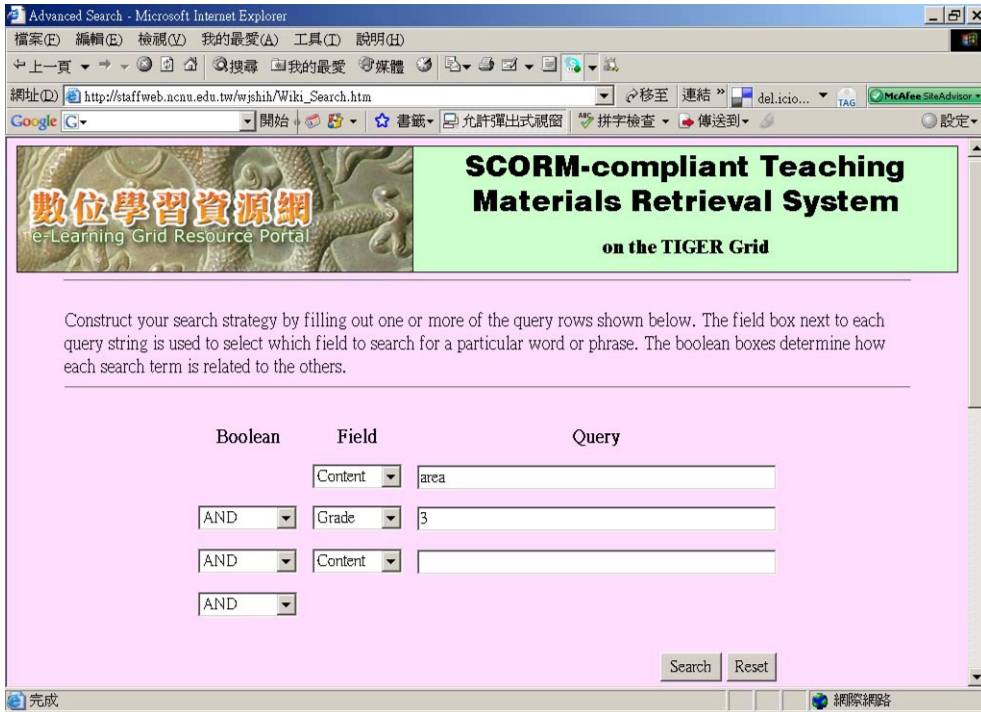 Advanced Search - Microsoft Internet Explorer
檔案(F) 編輯(E) 檢視(V) 我的最愛(A) 工具(T) 說明(H)
上一頁 搜尋 我的最愛 媒體
網址(D) http://staffweb.ncnu.edu.tw/wjshih/Wiki_Search.htm 移至 連結 » del.icio... TAG McAfee SiteAdvisor
Google G 開始 書籤 允許彈出式視窗 ABC 拼字檢查 傳送到 設定
數位學習資源網
e-Learning Grid Resource Portal
SCORM-compliant Teaching
Materials Retrieval System
on the TIGER Grid
Construct your search strategy by filling out one or more of the query rows shown below. The field box next to each
query string is used to select which field to search for a particular word or phrase. The boolean boxes determine how
each search term is related to the others.
Boolean Field Query
Content area
AND Grade 3
AND Content
AND
Search Reset
完成 網際網路